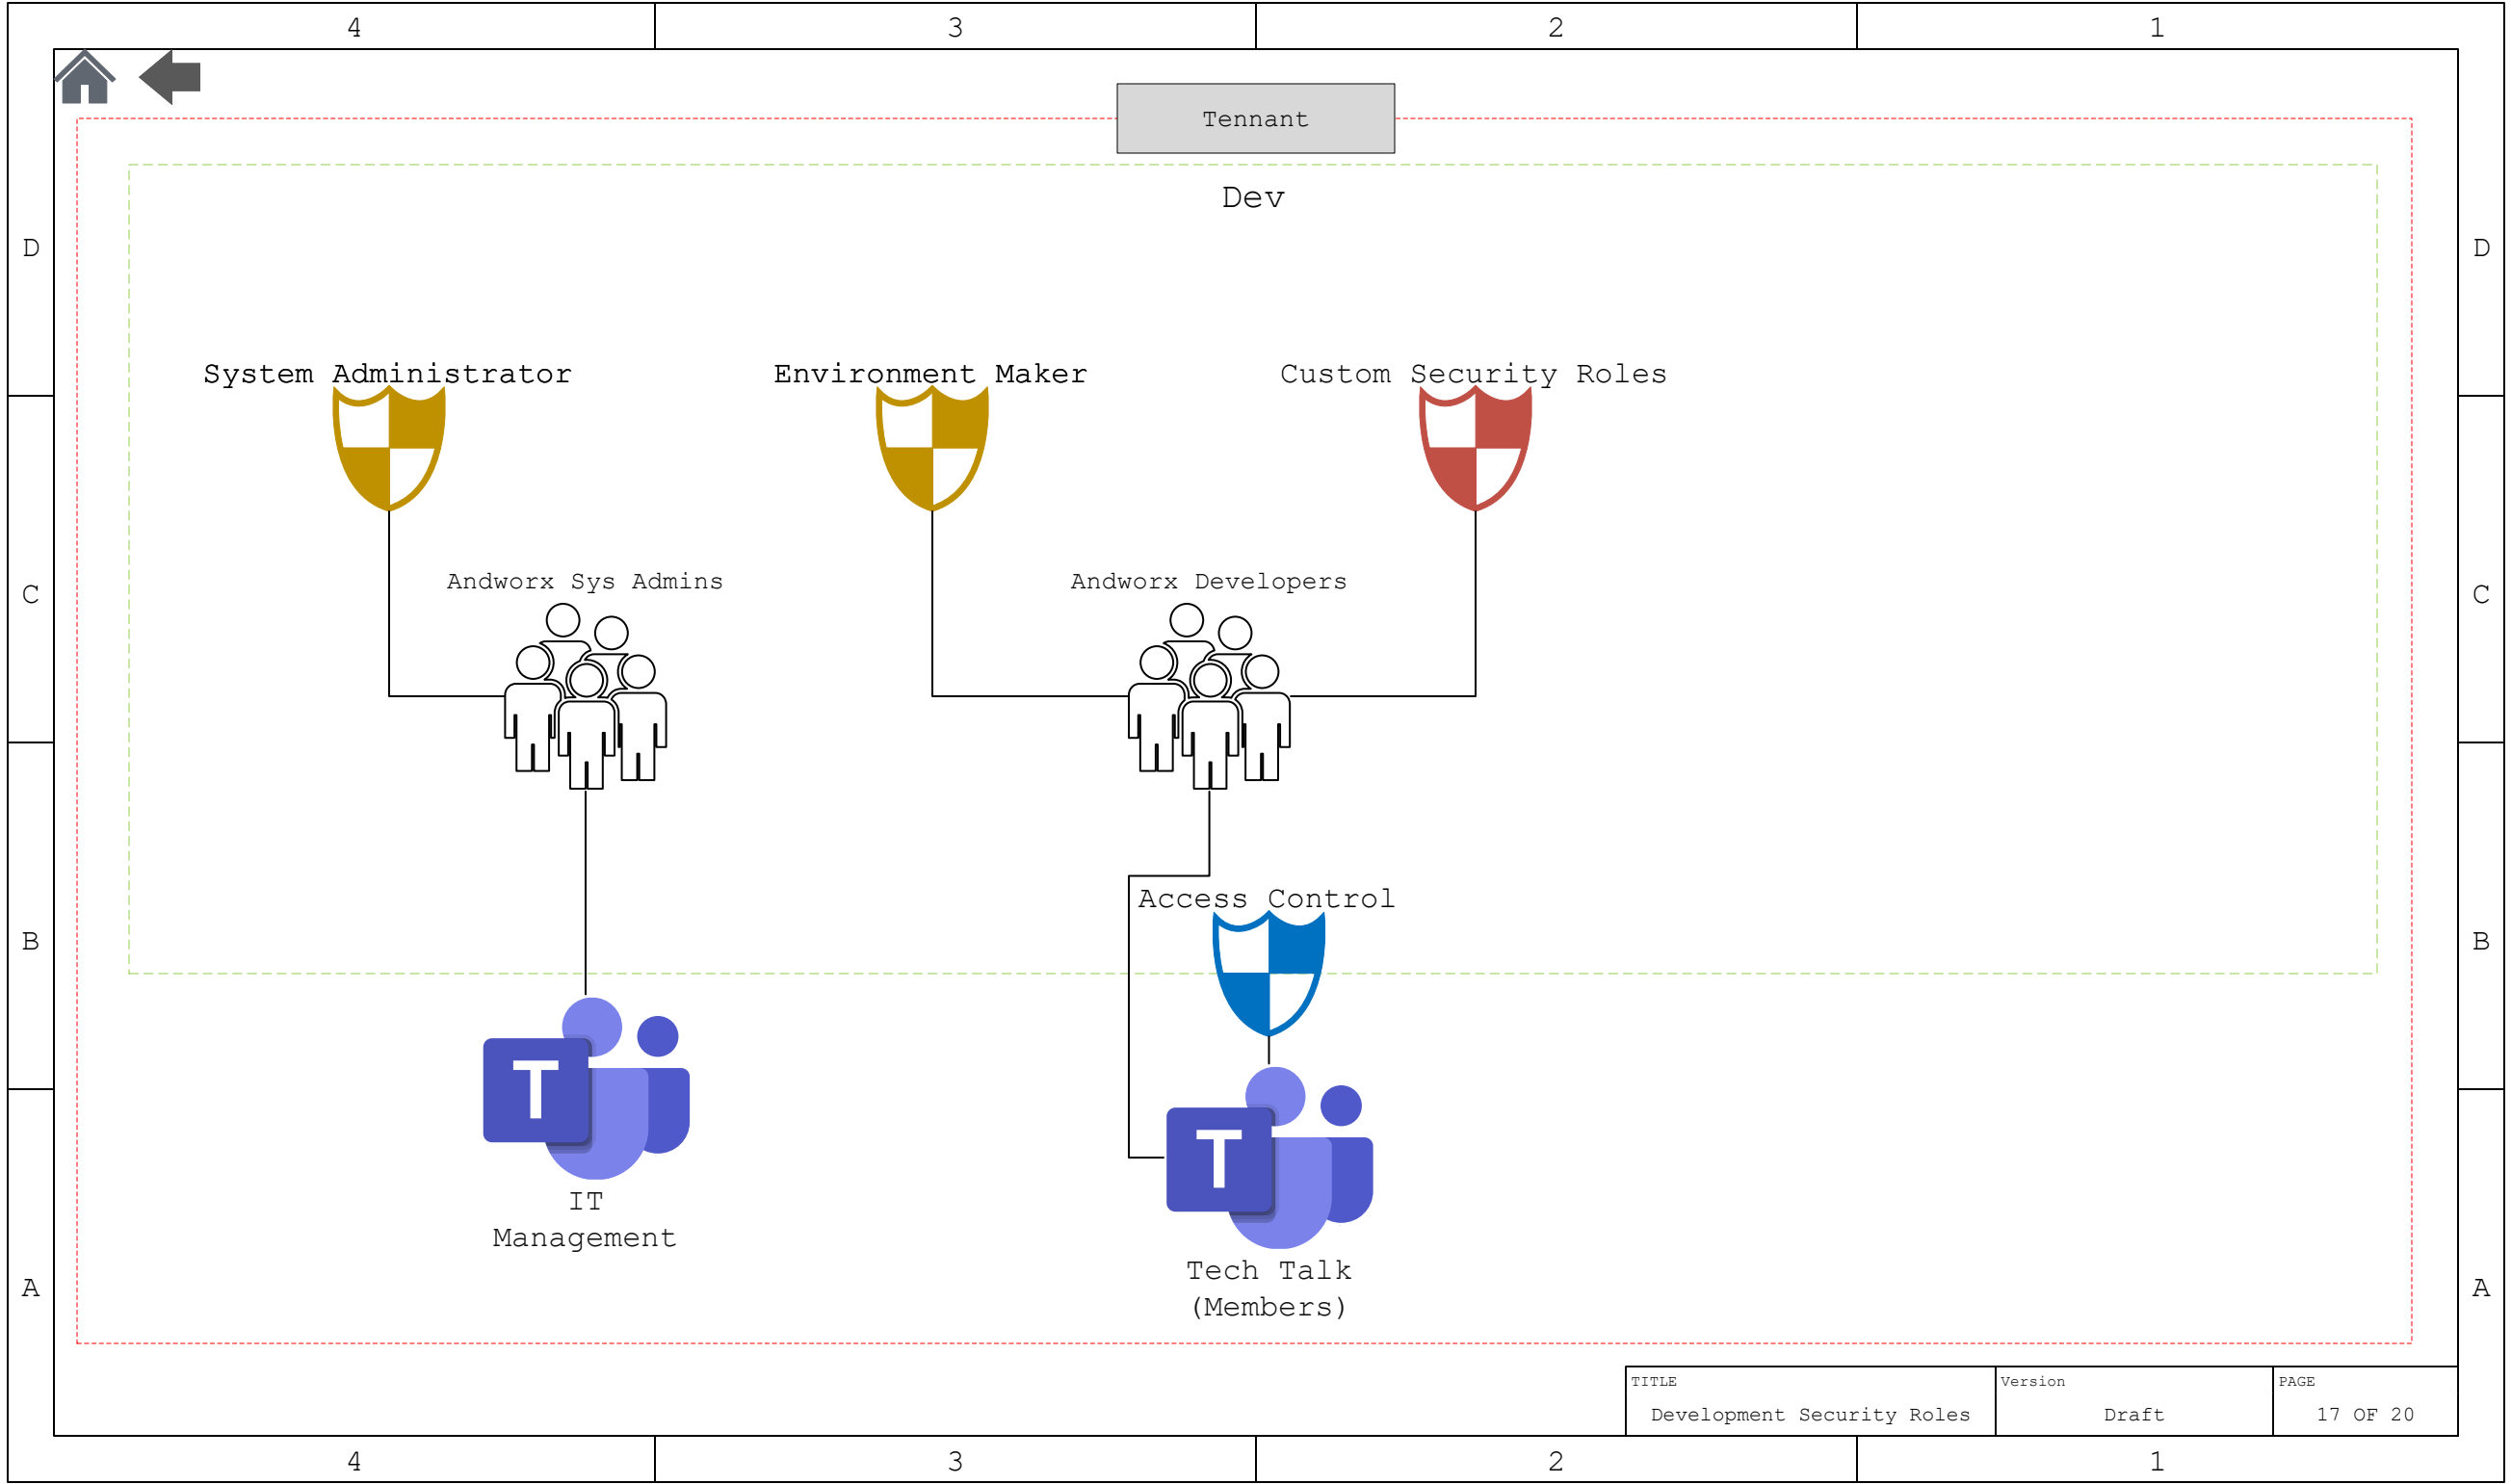 4 3 2 1
Tennant
Dev
D D
System Administrator Environment Maker Custom Security Roles
Andworx Sys Admins Andworx Developers
C C
Access Control
B B
T T
IT
Management
Tech Talk
(Members)
A A
TITLE Version PAGE
Development Security Roles Draft 17 OF 20
4 3 2 1